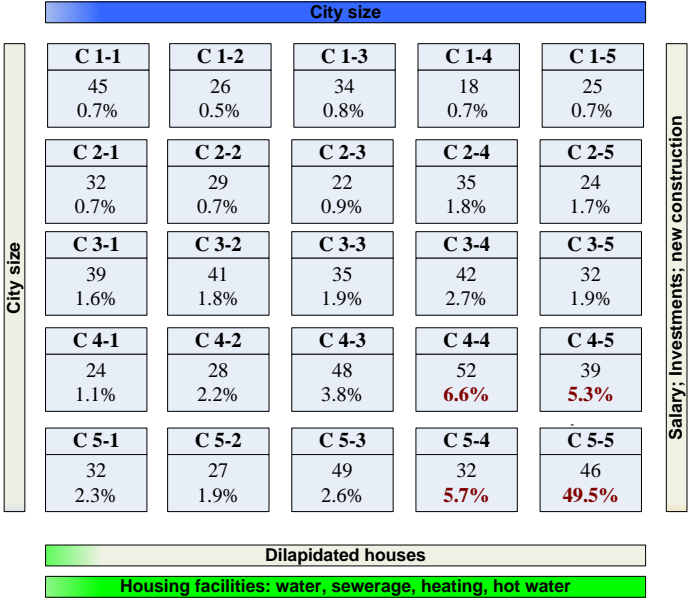 City size
C 1-1 C 1-2 C 1-3 C 1-4 C 1-5
45 26 34 18 25
0.7% 0.5% 0.8% 0.7% 0.7%
C 2-1 C 2-2 C 2-3 C 2-4 C 2-5
32 29 22 35 24
0.7% 0.7% 0.9% 1.8% 1.7%
C 3-1 C 3-2 C 3-3 C 3-4 C 3-5
39 41 35 42 32
1.6% 1.8% 1.9% 2.7% 1.9%
C 4-1 C 4-2 C 4-3 C 4-4 C 4-5
24 28 48 52 39
1.1% 2.2% 3.8% 6.6% 5.3%
C 5-1 C 5-2 C 5-3 C 5-4 C 5-5
32 27 49 32 46
2.3% 1.9% 2.6% 5.7% 49.5%
City size
Salary; Investments; new construction
Dilapidated houses
Housing facilities: water, sewerage, heating, hot water